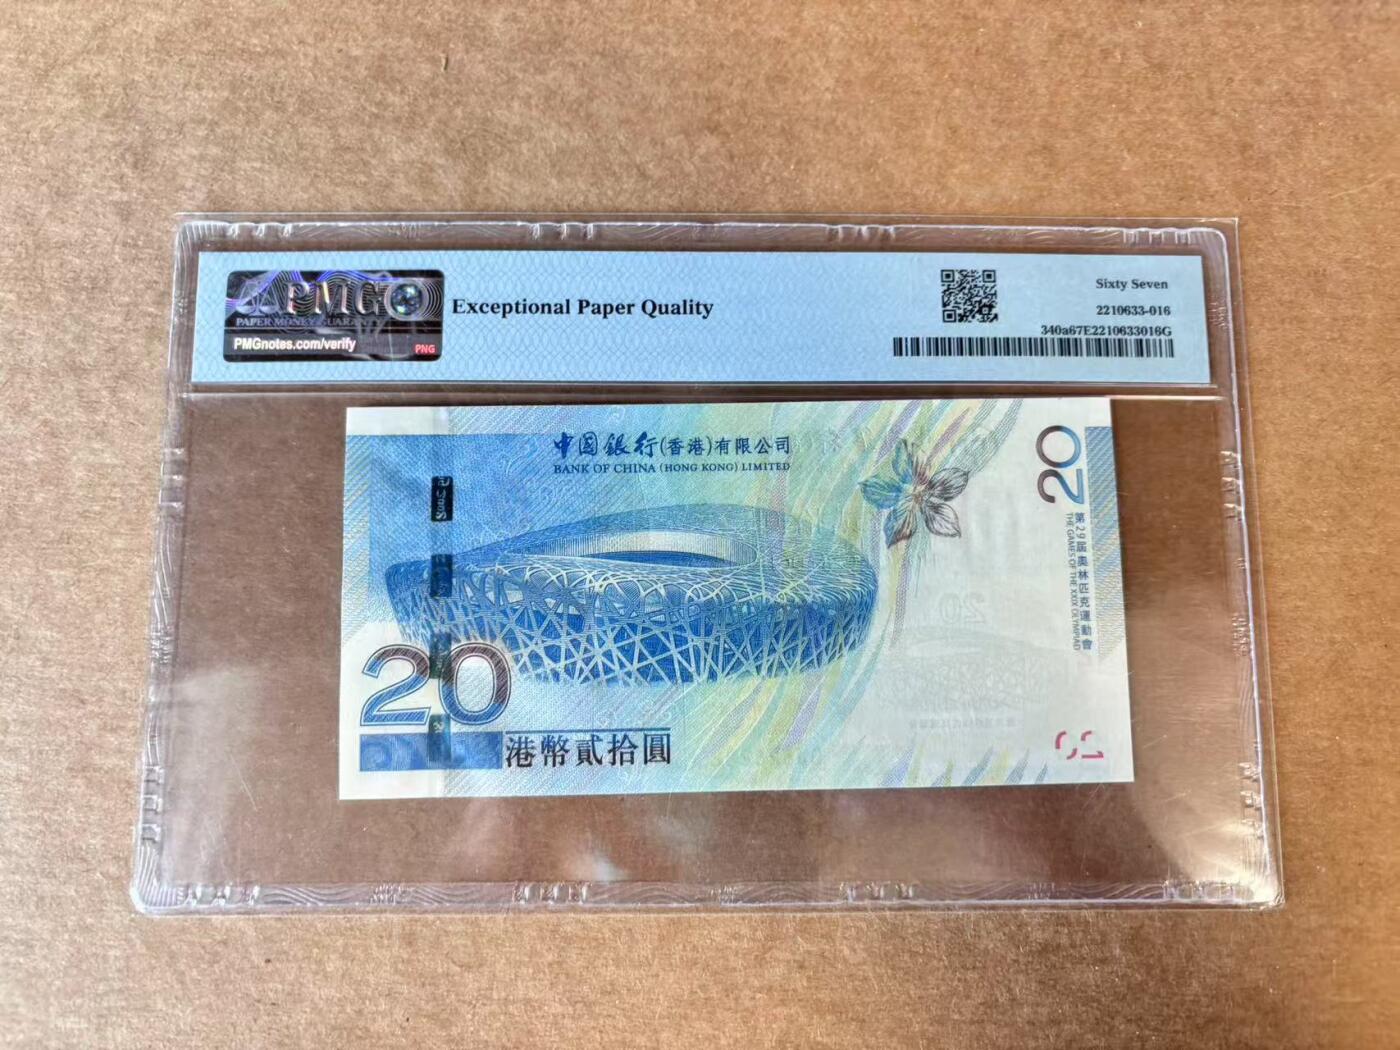 PMG
PAPER MONEY GUARANTY
PMGnotes.com/verify
PNG
Exceptional Paper Quality
Sixty Seven
2210633-016
340a67E2210633016G
中国銀行(香港)有限公司
BANK OF CHINA (HONG KONG) LIMITED
20
第29屆奧林匹克運動會
THE GAMES OF THE XXIX OLYMPIAD
20
港幣貳拾圓